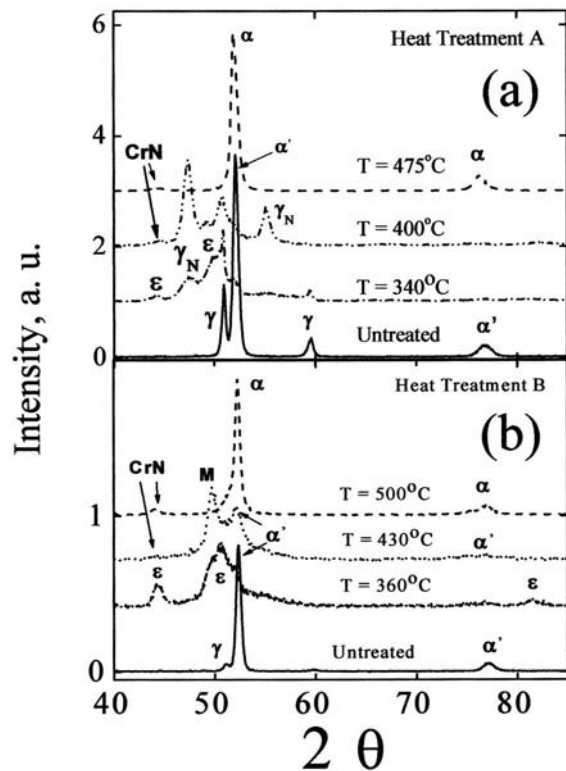 6
α
Heat Treatment A
(a)
4
CrN
α'
T = 475°C
α
γN
T = 400°C
2
γN
ε
ε
T = 340°C
γ
γ
Untreated
α'
0
α
Heat Treatment B
(b)
CrN
M
T = 500°C
α
1
α'
T = 430°C
α'
ε
ε
T = 360°C
ε
γ
Untreated
α'
0
40 50 60 70 80
2 θ
Intensity, a. u.